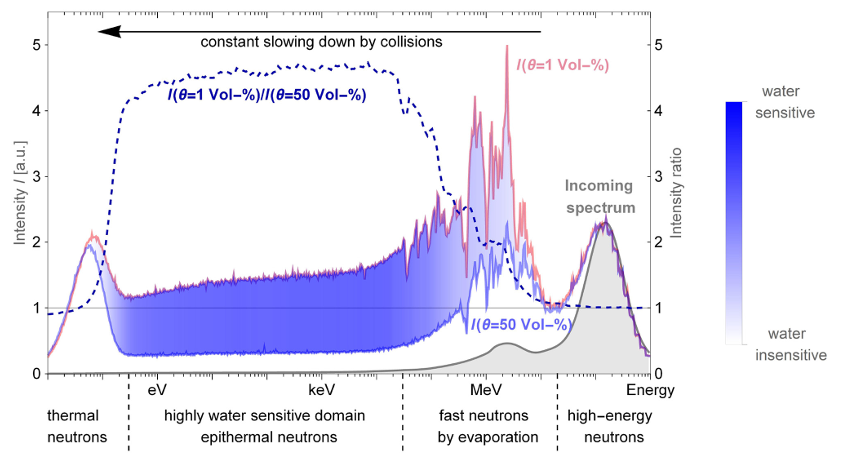 constant slowing down by collisions
I(θ=1 Vol−%)
I(θ=1 Vol−%)/I(θ=50 Vol−%)
Incoming
spectrum
I(θ=50 Vol−%)
Intensity I / [a.u.]
5
4
3
2
1
0
Intensity ratio
5
4
3
2
1
0
eV
keV
MeV
Energy
thermal
neutrons
highly water sensitive domain
epithermal neutrons
fast neutrons
by evaporation
high−energy
neutrons
water
sensitive
water
insensitive